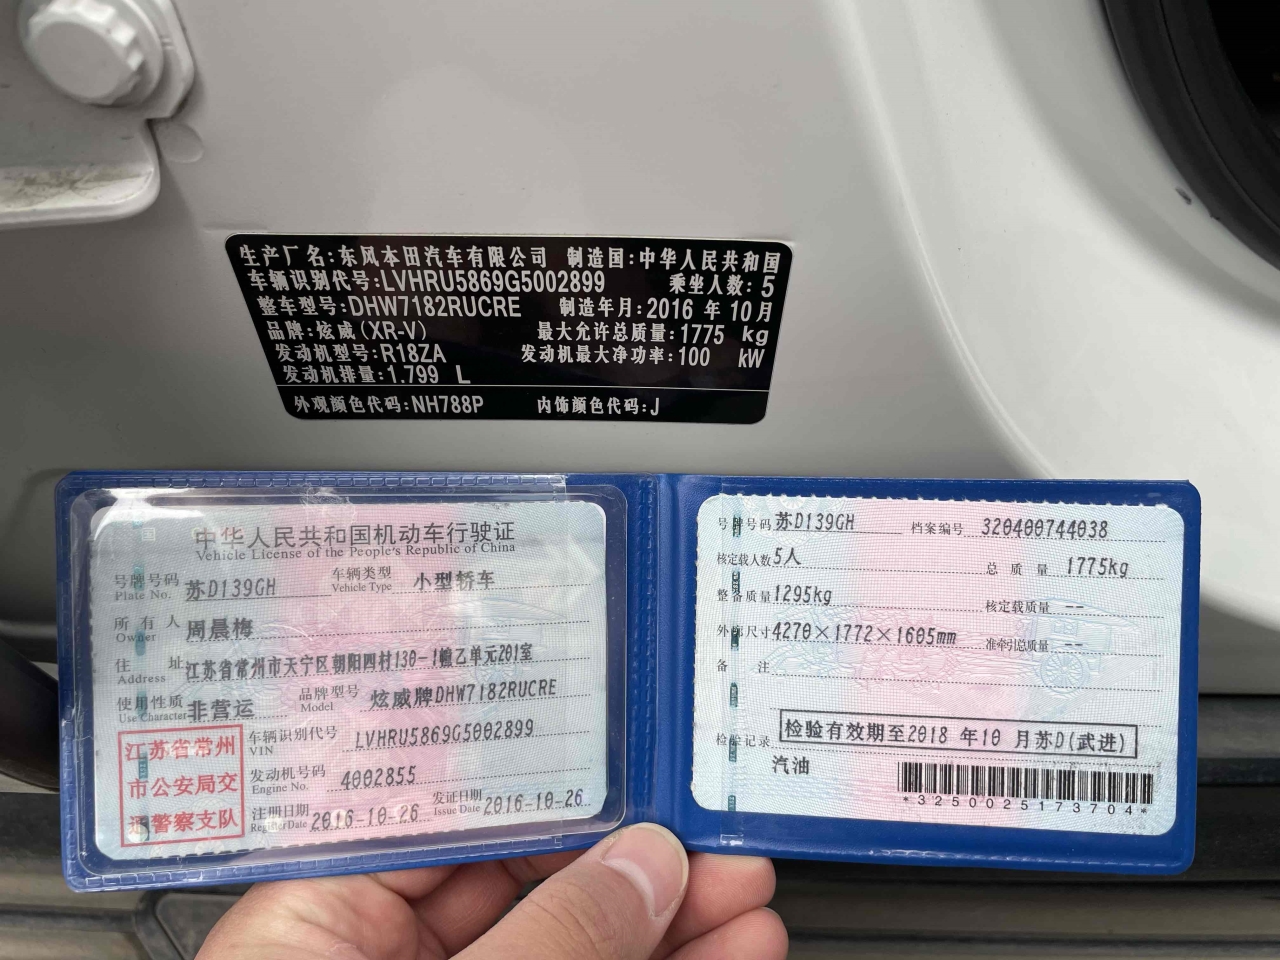 生产厂名:东风本田汽车有限公司 制造国:中华人民共和国
车辆识别代号:LVHRU5869G5002899 乘坐人数:5
整车型号:DHW7182RUCRE 制造年月:2016 年 10 月
品牌:炫威(XR-V) 最大允许总质量:1775 kg
发动机型号:R18ZA 发动机最大净功率:100 kW
发动机排量:1.799 L
外观颜色代码:NH788P 内饰颜色代码:J
中华人民共和国机动车行驶证
Vehicle License of the People's Republic of China
号牌号码 苏D139GH 车辆类型 小型轿车
Plate No. Vehicle Type
所有人 周晨梅
Owner
住址 江苏省常州市天宁区朝阳四村130-1幢乙单元201室
Address
使用性质 非营运 品牌型号 炫威牌DHW7182RUCRE
Use Character Model
江苏省常州
市公安局交
通警察支队
车辆识别代号 LVHRU5869G5002899
VIN
发动机号码 4002855
Engine No.
注册日期 2016-10-26 发证日期 2016-10-26
Register Date Issue Date
号牌号码 苏D139GH 档案编号 320400744038
核定载人数 5人 总质量 1775kg
整备质量 1295kg 核定载质量 --
外廓尺寸 4270×1772×1605mm 准牵引总质量 --
备注
检验记录 检验有效期至2018 年10 月苏D(武进)
汽油
*3250025173704*